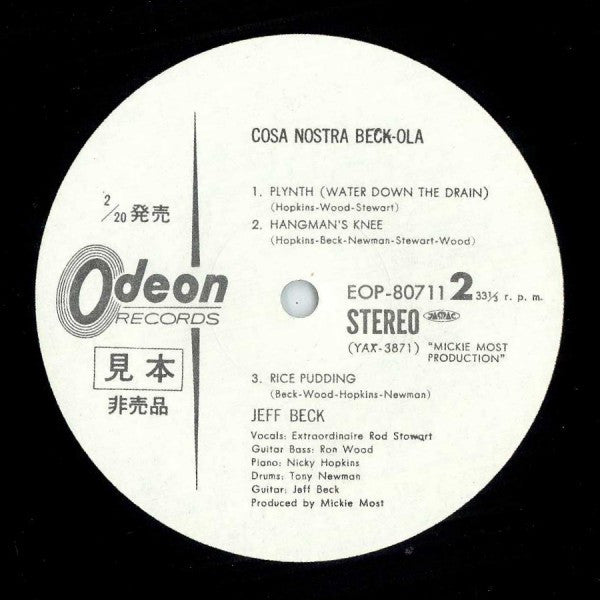 COSA NOSTRA BECK-OLA
1. PLYNTH (WATER DOWN THE DRAIN)
(Hopkins-Wood-Stewart)
2. HANGMAN'S KNEE
(Hopkins-Beck-Newman-Stewart-Wood)
2/20 発売
Odeon
RECORDS
見本
非売品
EOP-80711 2 33⅓ r. p. m.
STEREO
(YAX-3871) "MICKIE MOST
PRODUCTION"
3. RICE PUDDING
(Beck-Wood-Hopkins-Newman)
JEFF BECK
Vocals: Extraordinaire Rod Stewart
Guitar Bass: Ron Wood
Piano: Nicky Hopkins
Drums: Tony Newman
Guitar: Jeff Beck
Produced by Mickie Most